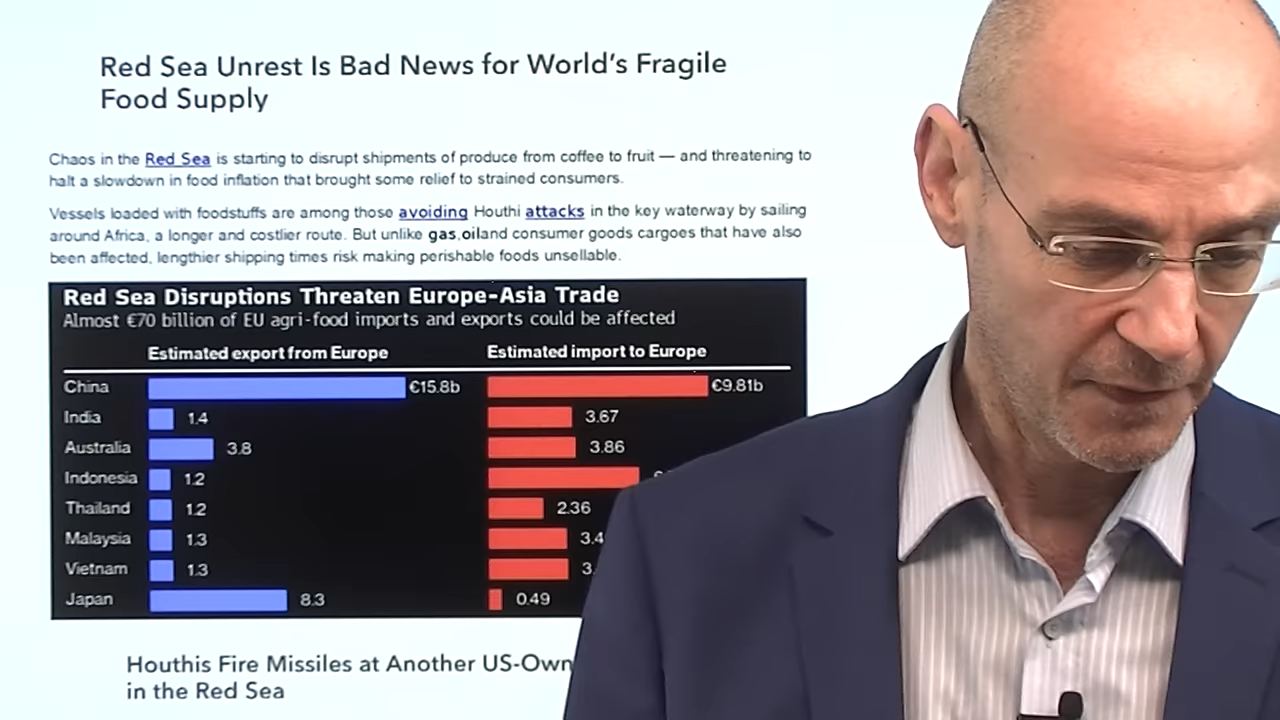 Red Sea Unrest Is Bad News for World's Fragile
Food Supply
Chaos in the Red Sea is starting to disrupt shipments of produce from coffee to fruit — and threatening to
halt a slowdown in food inflation that brought some relief to strained consumers.
Vessels loaded with foodstuffs are among those avoiding Houthi attacks in the key waterway by sailing
around Africa, a longer and costlier route. But unlike gas,oiland consumer goods cargoes that have also
been affected, lengthier shipping times risk making perishable foods unsellable.
Red Sea Disruptions Threaten Europe-Asia Trade
Almost €70 billion of EU agri-food imports and exports could be affected
Estimated export from Europe Estimated import to Europe
China €15.8b €9.81b
India 1.4 3.67
Australia 3.8 3.86
Indonesia 1.2
Thailand 1.2 2.36
Malaysia 1.3 3.4
Vietnam 1.3 3.
Japan 8.3 0.49
Houthis Fire Missiles at Another US-Own
in the Red Sea